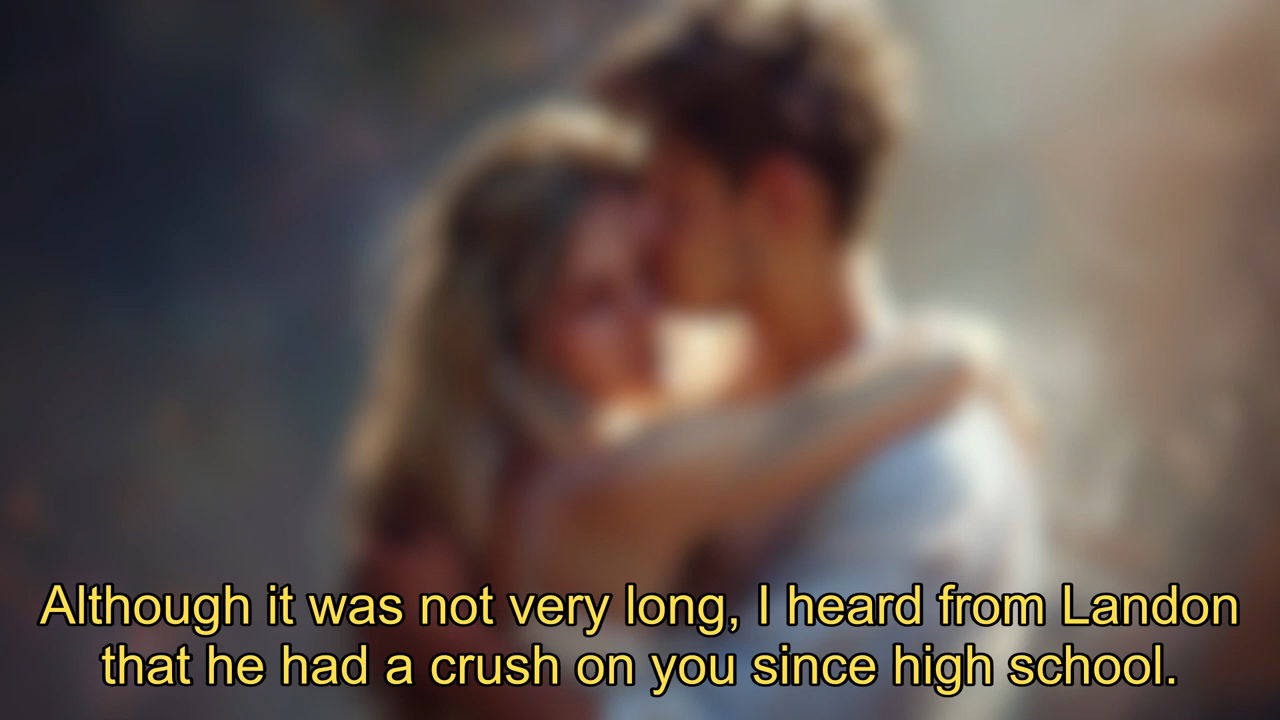 Although it was not very long, I heard from Landon
that he had a crush on you since high school.